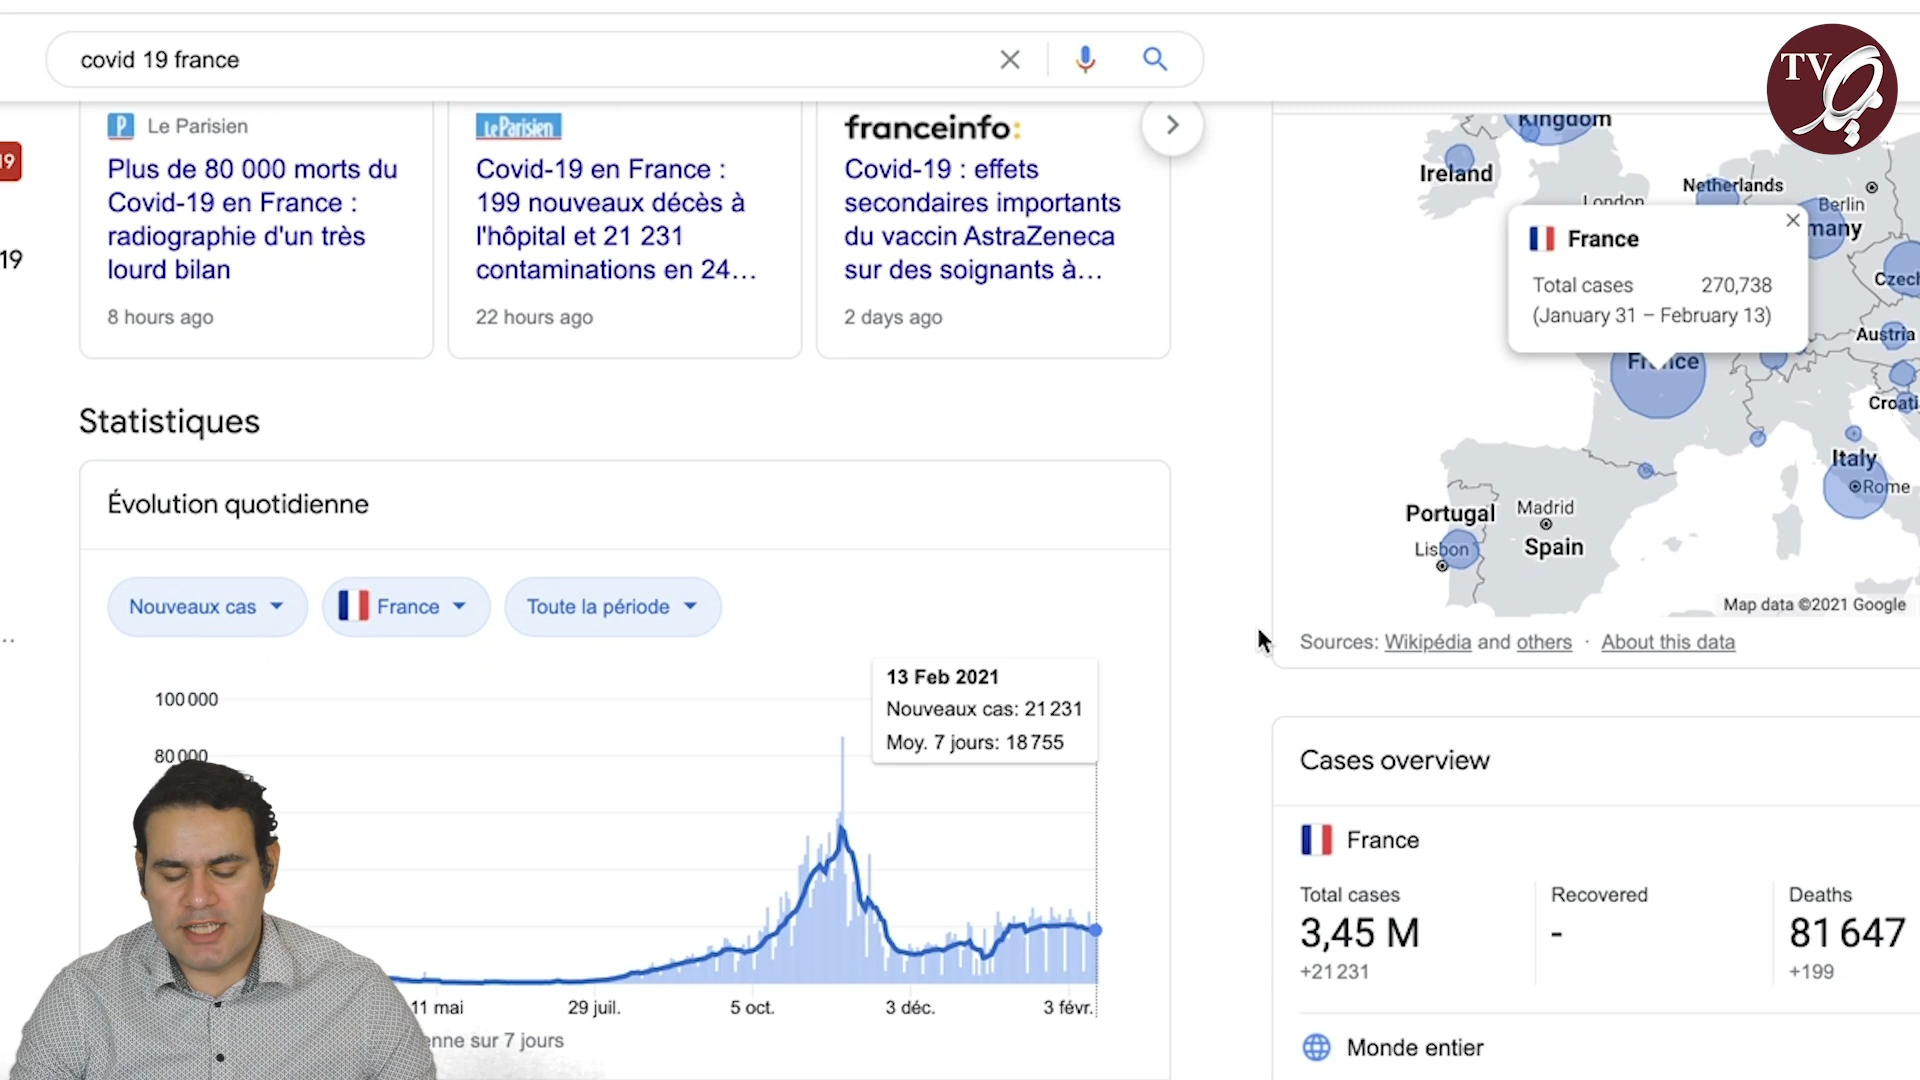 covid 19 france
TV
19
19
..
Le Parisien
Plus de 80 000 morts du
Covid-19 en France :
radiographie d'un très
lourd bilan
8 hours ago
Le Parisien
Covid-19 en France :
199 nouveaux décès à
l'hôpital et 21 231
contaminations en 24...
22 hours ago
franceinfo:
Covid-19 : effets
secondaires importants
du vaccin AstraZeneca
sur des soignants à...
2 days ago
Statistiques
Évolution quotidienne
Nouveaux cas
France
Toute la période
100 000
80 000
13 Feb 2021
Nouveaux cas: 21 231
Moy. 7 jours: 18 755
11 mai
29 juil.
5 oct.
3 déc.
3 févr.
enne sur 7 jours
Kingdom
Ireland
London
Netherlands
Berlin
many
France
Total cases 270,738
(January 31 – February 13)
Czech
Austria
Croati
Italy
Rome
Portugal
Lisbon
Madrid
Spain
Map data ©2021 Google
Sources: Wikipédia and others · About this data
Cases overview
France
Total cases
3,45 M
+21 231
Recovered
-
Deaths
81 647
+199
Monde entier